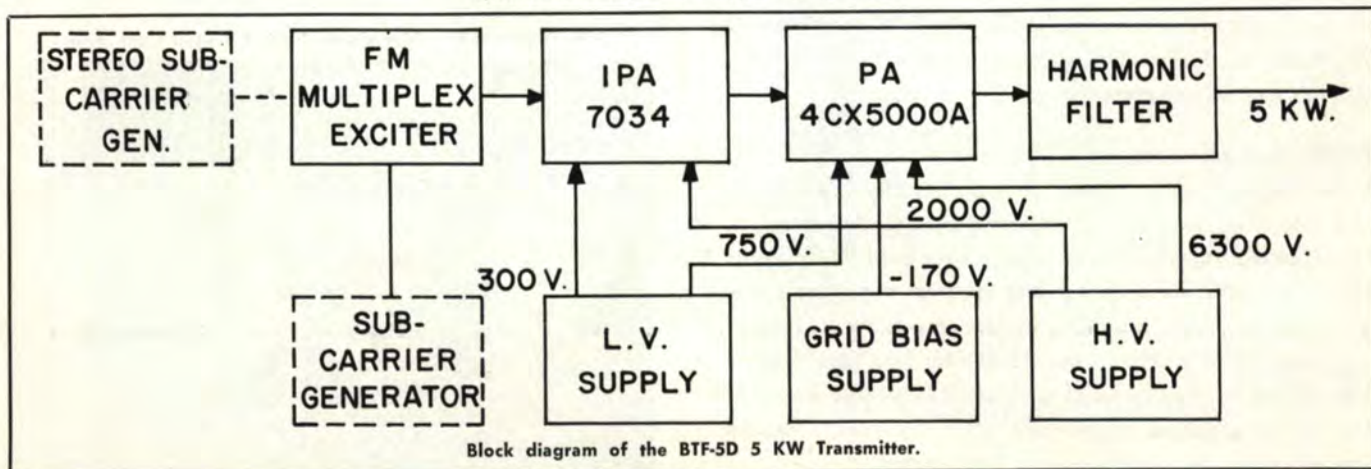 STEREO SUB-
CARRIER
GEN.
FM
MULTIPLEX
EXCITER
IPA
7034
PA
4CX5000A
HARMONIC
FILTER
5 KW.
300 V.
750 V.
-170 V.
2000 V.
6300 V.
SUB-
CARRIER
GENERATOR
L.V.
SUPPLY
GRID BIAS
SUPPLY
H.V.
SUPPLY
Block diagram of the BTF-5D 5 KW Transmitter.